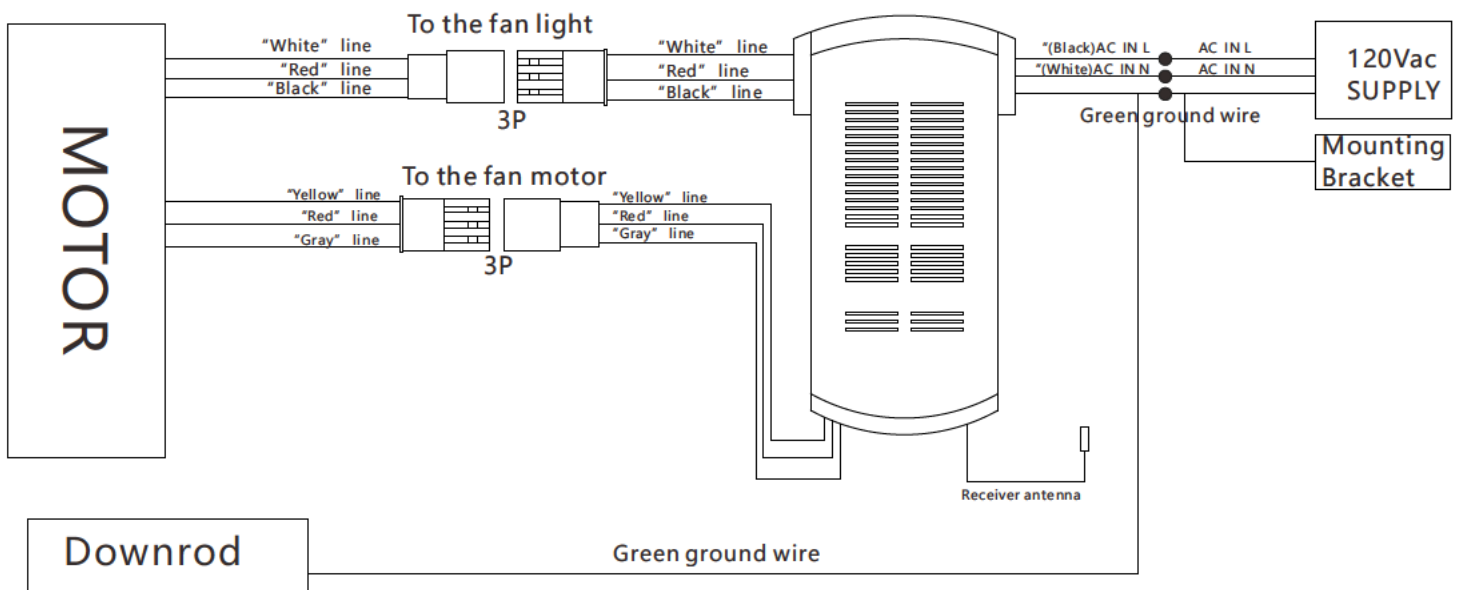 To the fan light
"White" line
"Red" line
"Black" line
3P
"White" line
"Red" line
"Black" line
"(Black)AC IN L
"(White)AC IN N
AC IN L
AC IN N
120Vac
SUPPLY
Green ground wire
Mounting
Bracket
MOTOR
To the fan motor
"Yellow" line
"Red" line
"Gray" line
3P
"Yellow" line
"Red" line
"Gray" line
Receiver antenna
Downrod
Green ground wire